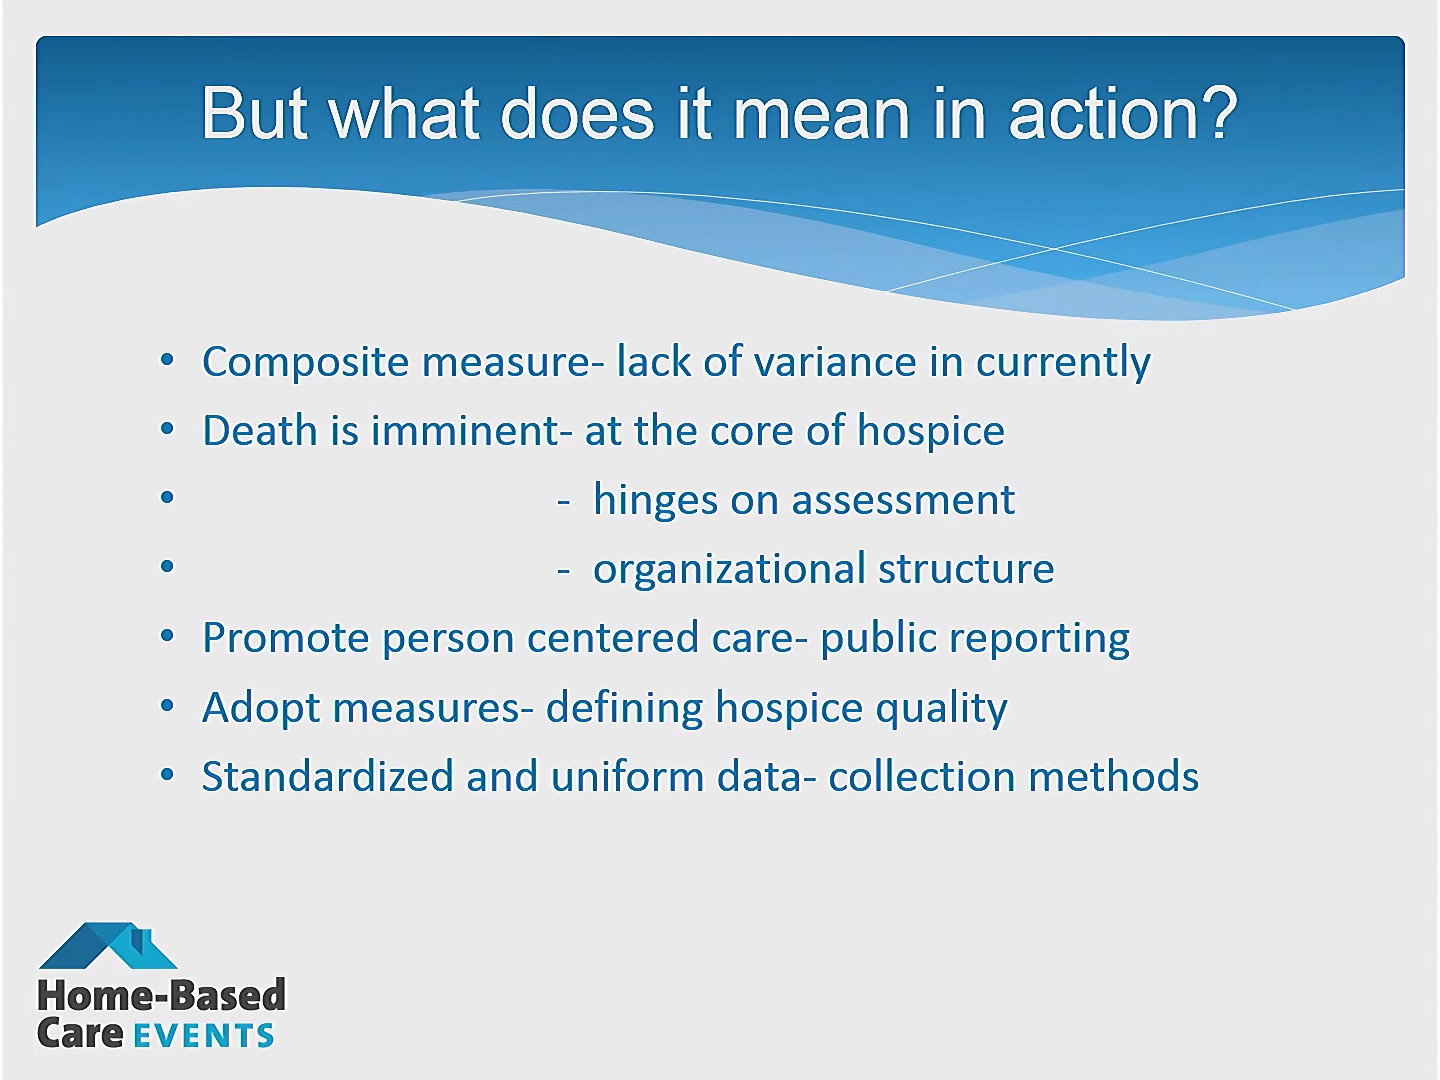 But what does it mean in action?
• Composite measure- lack of variance in currently
• Death is imminent- at the core of hospice
• - hinges on assessment
• - organizational structure
• Promote person centered care- public reporting
• Adopt measures- defining hospice quality
• Standardized and uniform data- collection methods
Home-Based
Care EVENTS